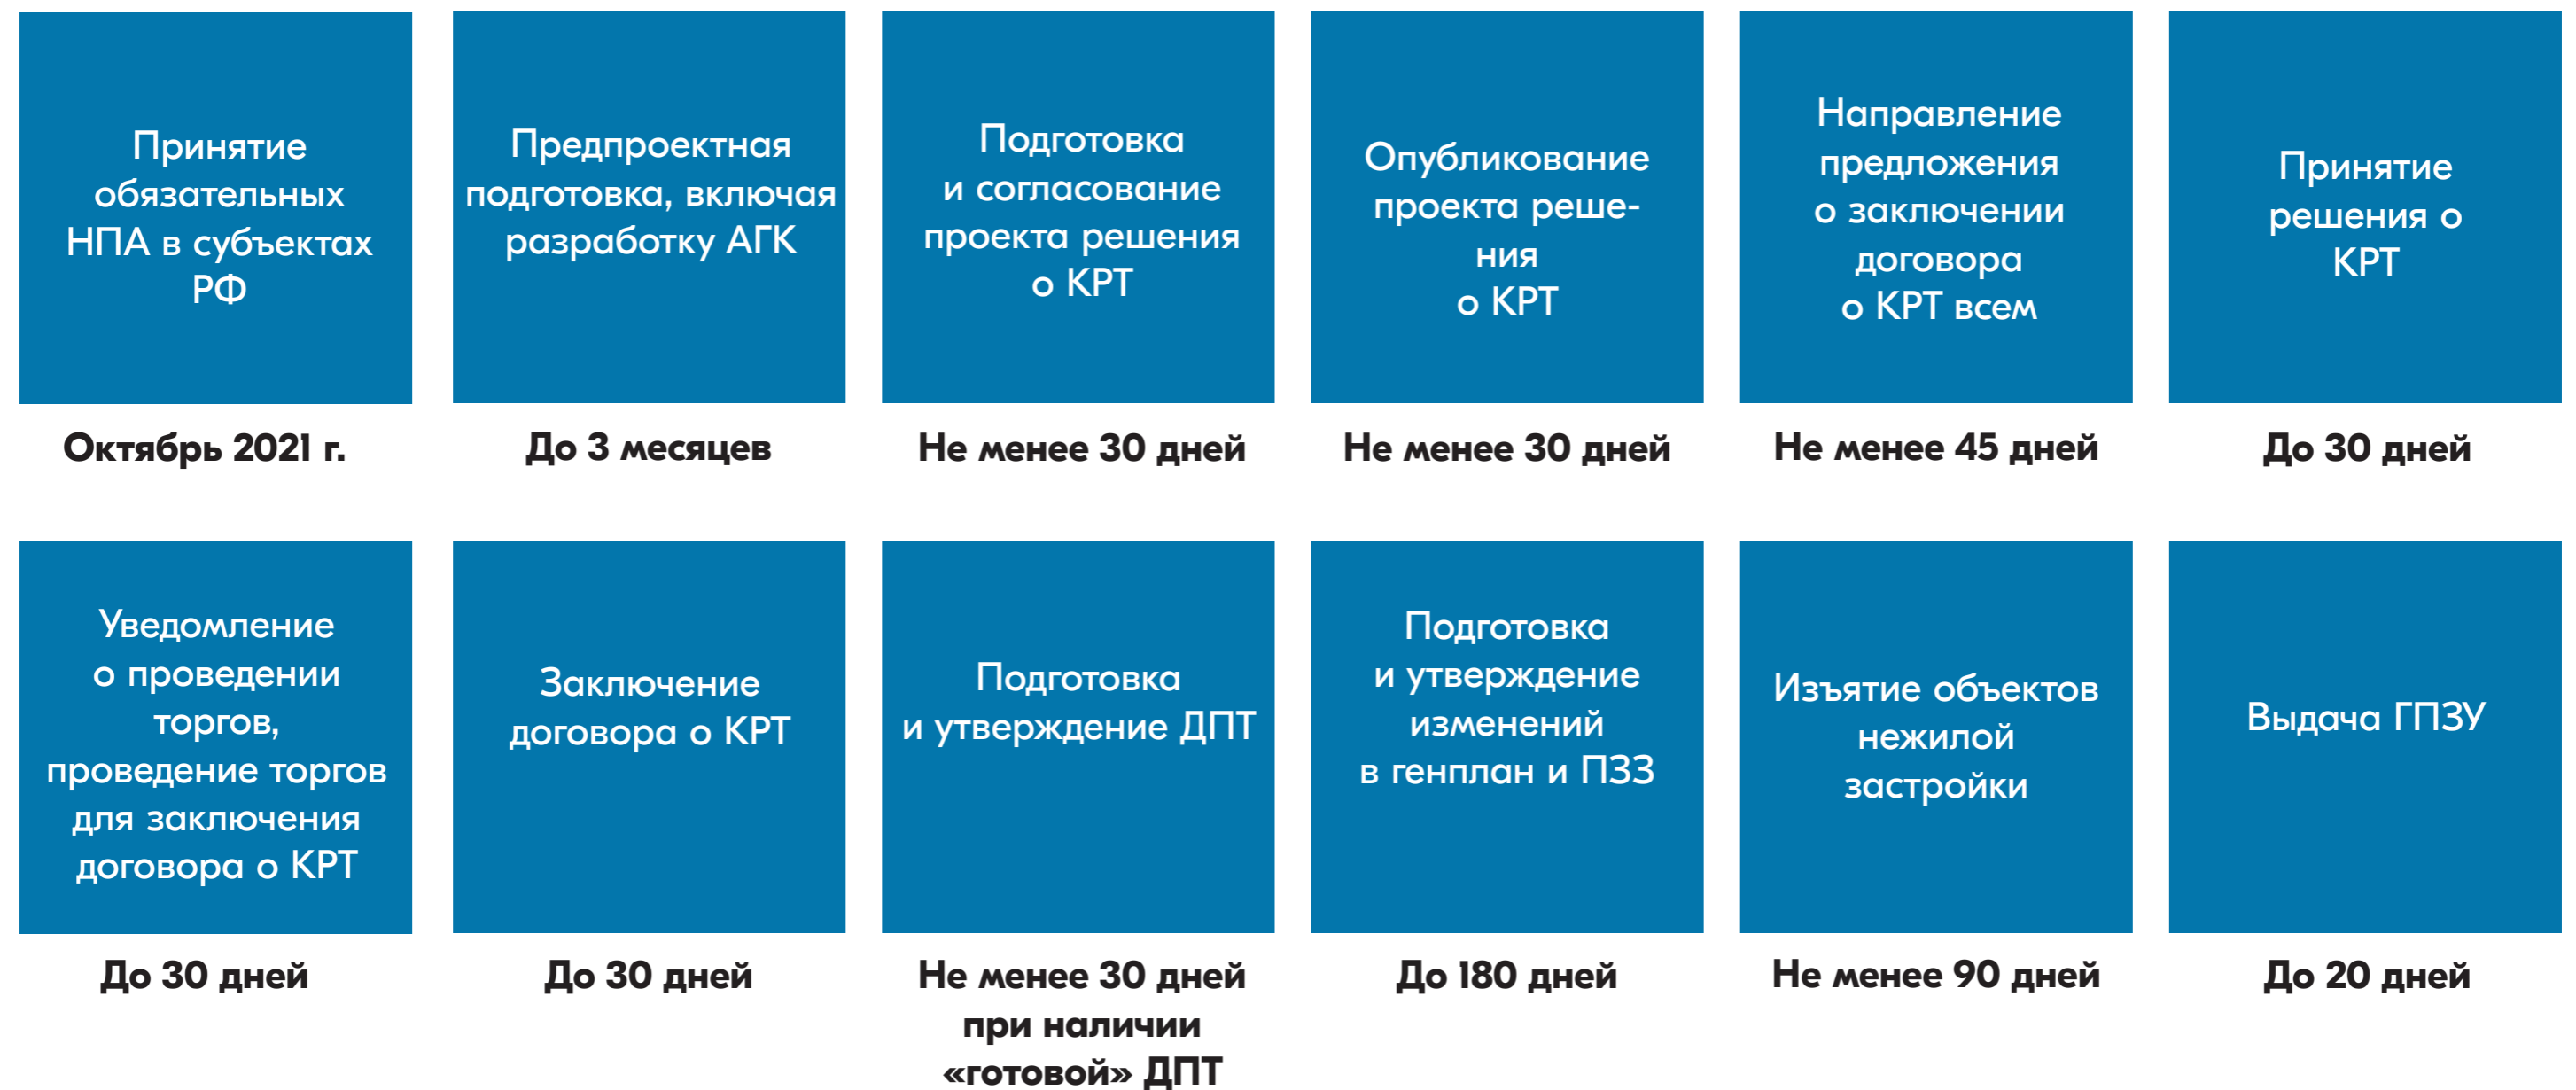 Принятие
обязательных
НПА в субъектах
РФ
Октябрь 2021 г.
Предпроектная
подготовка, включая
разработку АГК
До 3 месяцев
Подготовка
и согласование
проекта решения
о КРТ
Не менее 30 дней
Опубликование
проекта реше-
ния
о КРТ
Не менее 30 дней
Направление
предложения
о заключении
договора
о КРТ всем
Не менее 45 дней
Принятие
решения о
КРТ
До 30 дней
Уведомление
о проведении
торгов,
проведение торгов
для заключения
договора о КРТ
До 30 дней
Заключение
договора о КРТ
До 30 дней
Подготовка
и утверждение ДПТ
Не менее 30 дней
при наличии
«готовой» ДПТ
Подготовка
и утверждение
изменений
в генплан и ПЗЗ
До 180 дней
Изъятие объектов
нежилой
застройки
Не менее 90 дней
Выдача ГПЗУ
До 20 дней